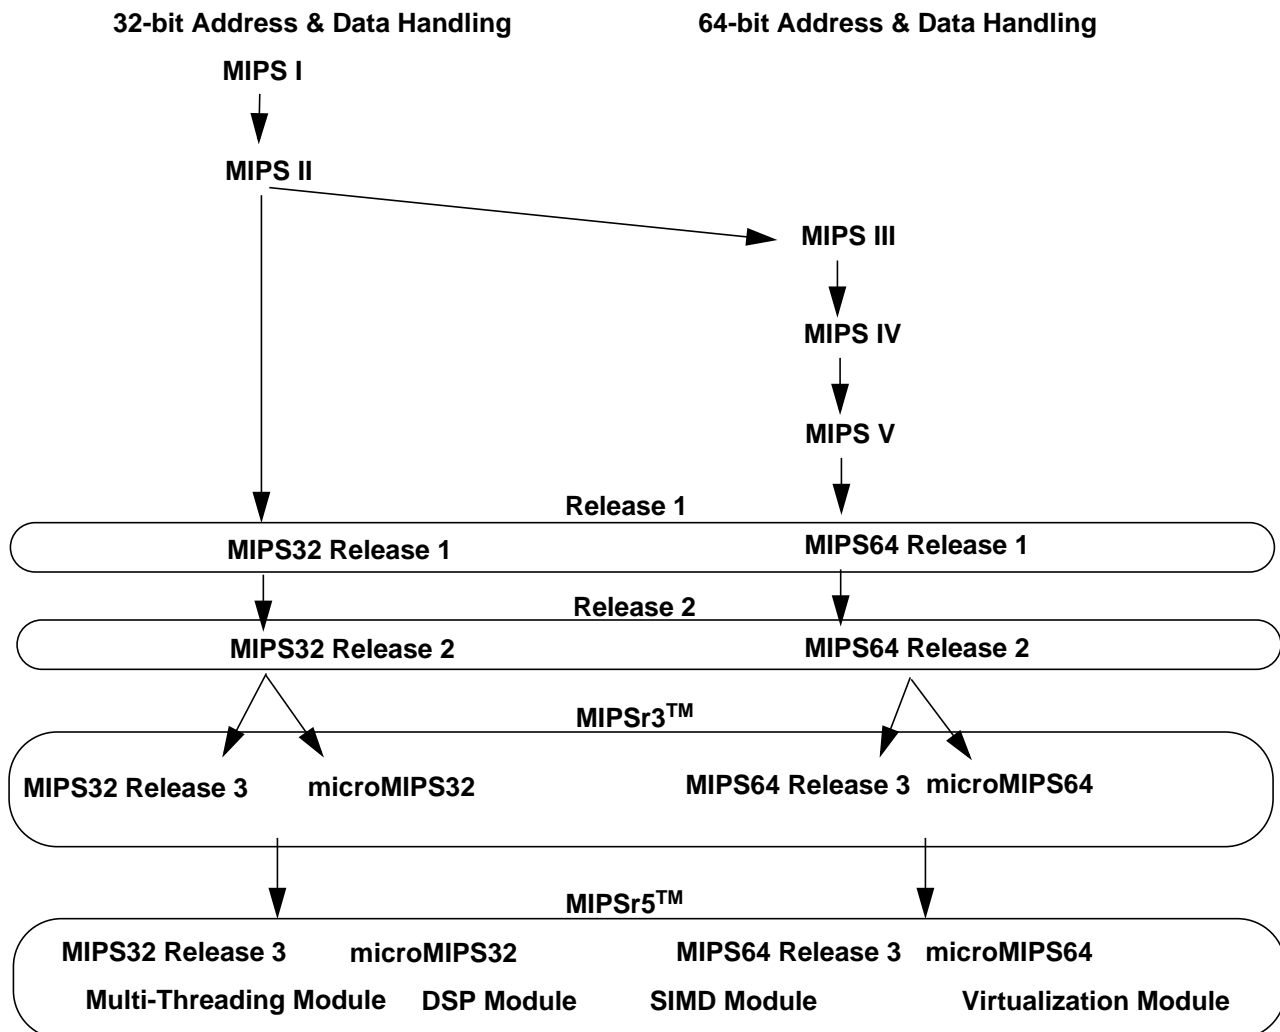 32-bit Address & Data Handling
64-bit Address & Data Handling
MIPS I
MIPS II
MIPS III
MIPS IV
MIPS V
Release 1
MIPS32 Release 1
MIPS64 Release 1
Release 2
MIPS32 Release 2
MIPS64 Release 2
MIPSr3™
MIPS32 Release 3
microMIPS32
MIPS64 Release 3
microMIPS64
MIPSr5™
MIPS32 Release 3
microMIPS32
MIPS64 Release 3
microMIPS64
Multi-Threading Module
DSP Module
SIMD Module
Virtualization Module